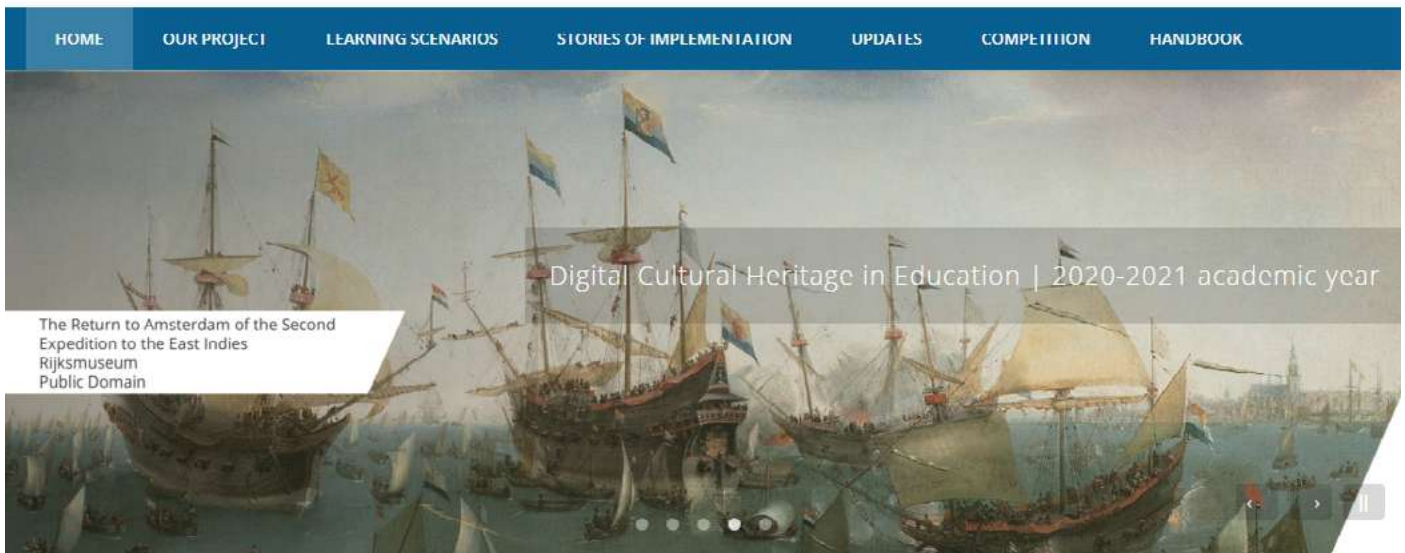 HOME OUR PROJECT LEARNING SCENARIOS STORIES OF IMPLEMENTATION UPDATES COMPETITION HANDBOOK
Digital Cultural Heritage in Education | 2020-2021 academic year
The Return to Amsterdam of the Second
Expedition to the East Indies
Rijksmuseum
Public Domain